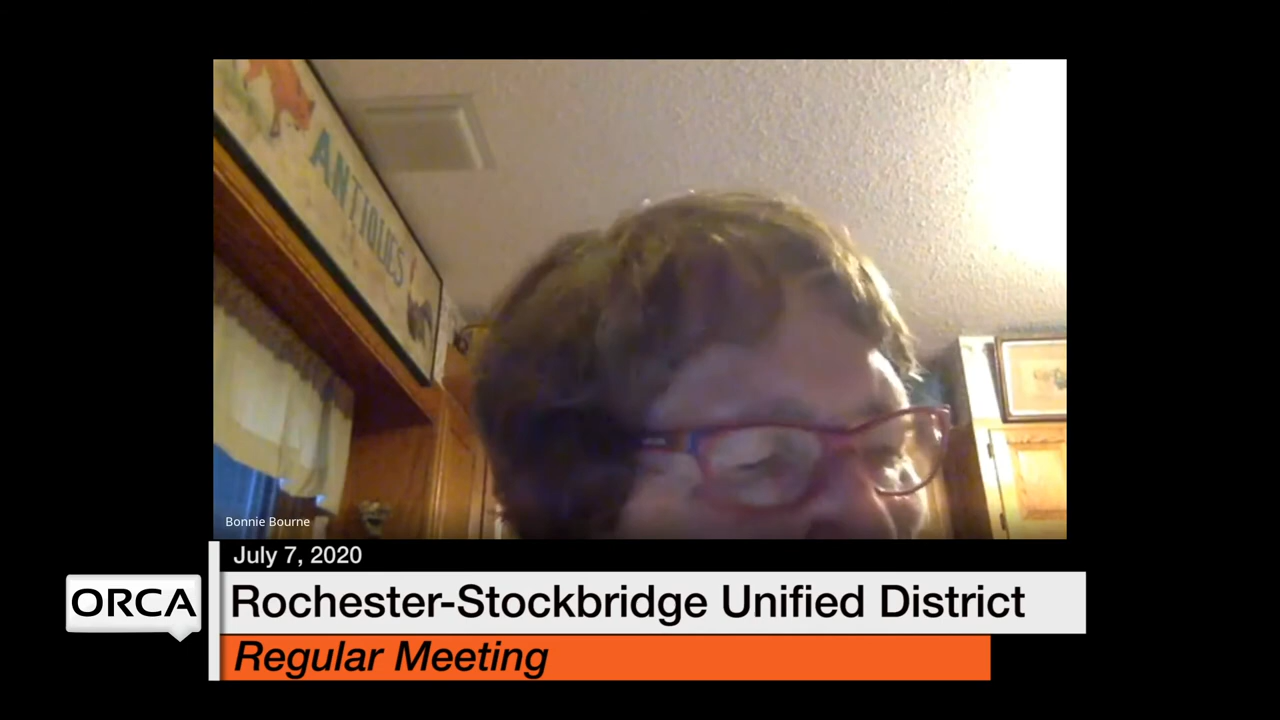 ANTIQUES
Bonnie Bourne
July 7, 2020
ORCA
Rochester-Stockbridge Unified District
Regular Meeting